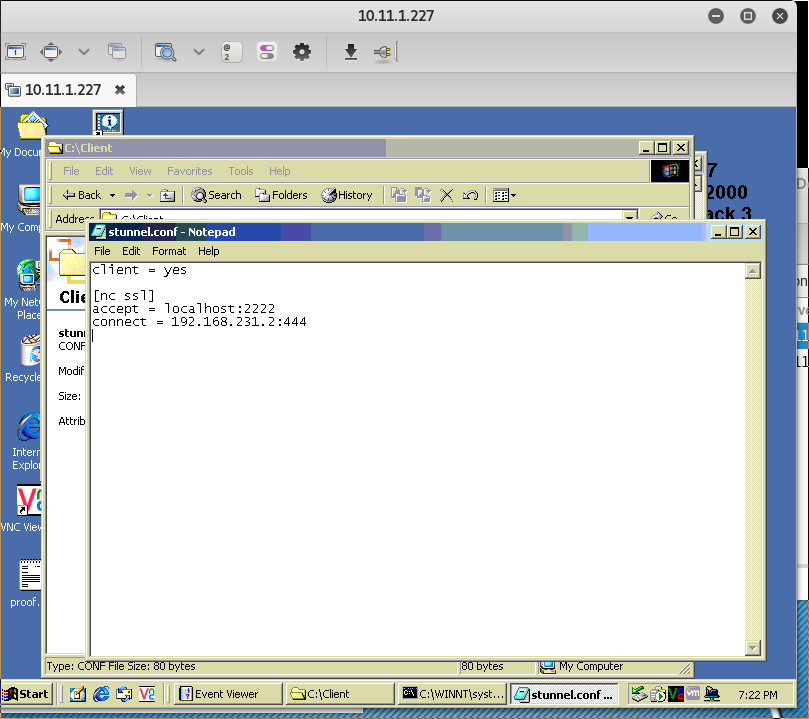 10.11.1.227
10.11.1.227
My Docum
C:\Client
File Edit View Favorites Tools Help
7
2000
ack 3
Back Search Folders History
Address C:\Client Go
My Comp
stunnel.conf - Notepad
File Edit Format Help
client = yes
[nc ssl]
accept = localhost:2222
connect = 192.168.231.2:444
Clie
My Net
Place
stunn
CONF
Modif
Size:
Attrib
Recycle
Intern
Explo
VNC View
proof.
Type: CONF File Size: 80 bytes 80 bytes My Computer
Start Event Viewer C:\Client C:\WINNT\syst... stunnel.conf ... 7:22 PM